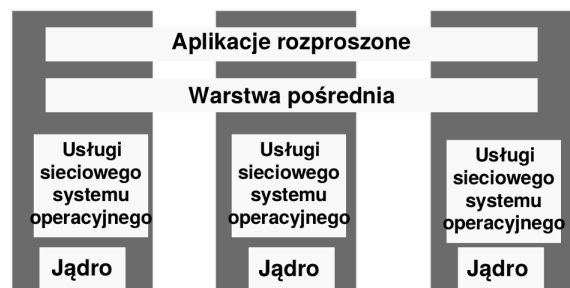 Aplikacje rozproszone
Warstwa pośrednia
Usługi
sieciowego
systemu
operacyjnego
Usługi
sieciowego
systemu
operacyjnego
Usługi
sieciowego
systemu
operacyjnego
Jądro
Jądro
Jądro